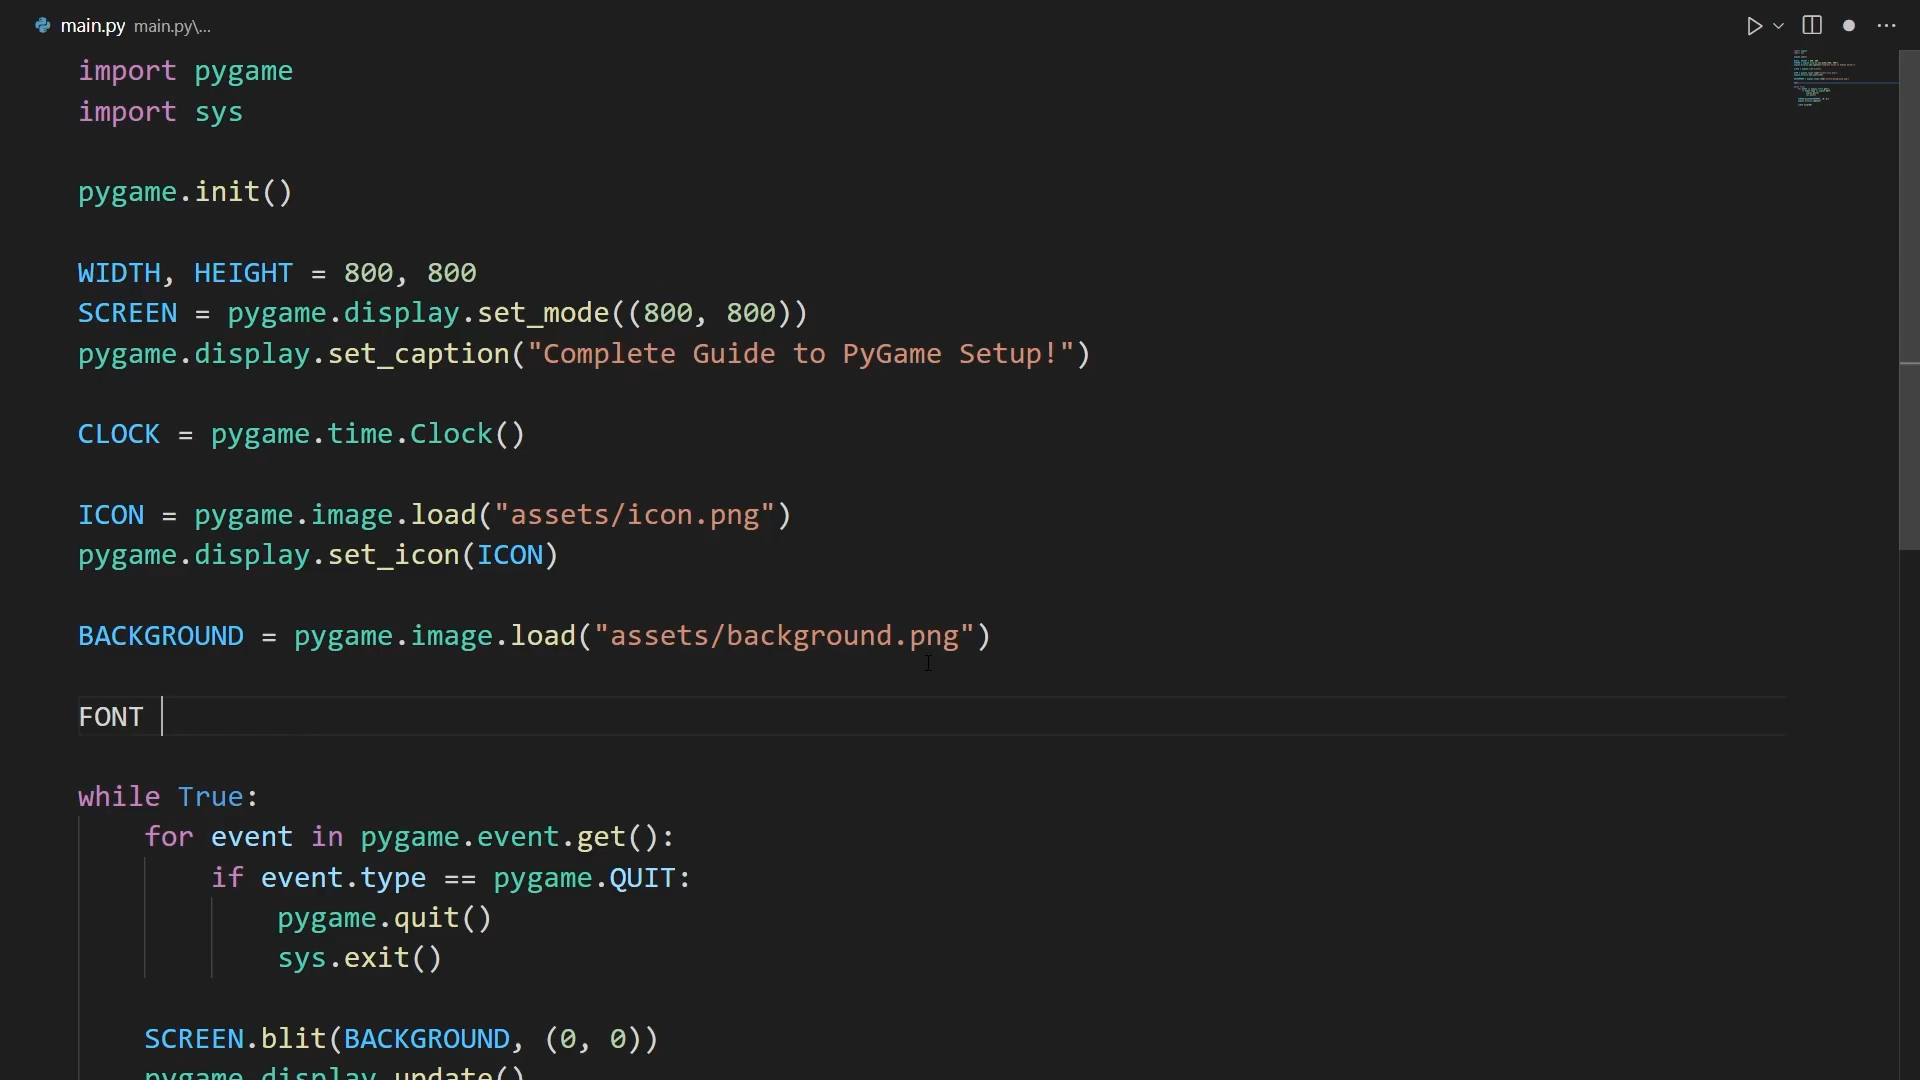 main.py main.py\...
import pygame
import sys
pygame.init()
WIDTH, HEIGHT = 800, 800
SCREEN = pygame.display.set_mode((800, 800))
pygame.display.set_caption("Complete Guide to PyGame Setup!")
CLOCK = pygame.time.Clock()
ICON = pygame.image.load("assets/icon.png")
pygame.display.set_icon(ICON)
BACKGROUND = pygame.image.load("assets/background.png")
FONT
while True:
    for event in pygame.event.get():
        if event.type == pygame.QUIT:
            pygame.quit()
            sys.exit()
    SCREEN.blit(BACKGROUND, (0, 0))
    pygame.display.update()